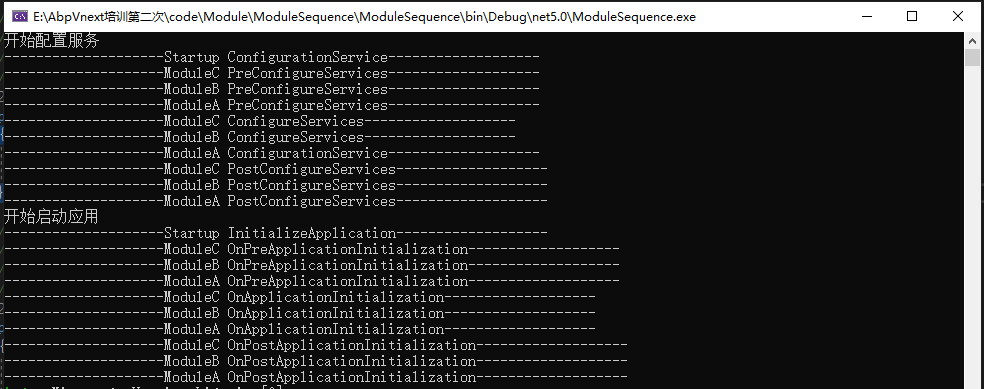 E:\AbpVnext培训第二次\code\Module\ModuleSequence\ModuleSequence\bin\Debug\net5.0\ModuleSequence.exe
开始配置服务
--------------------Startup ConfigurationService-------------------
--------------------ModuleC PreConfigureServices-------------------
--------------------ModuleB PreConfigureServices-------------------
--------------------ModuleA PreConfigureServices-------------------
--------------------ModuleC ConfigureServices-------------------
--------------------ModuleB ConfigureServices-------------------
--------------------ModuleA ConfigurationService-------------------
--------------------ModuleC PostConfigureServices-------------------
--------------------ModuleB PostConfigureServices-------------------
--------------------ModuleA PostConfigureServices-------------------
开始启动应用
--------------------Startup InitializeApplication-------------------
--------------------ModuleC OnPreApplicationInitialization-------------------
--------------------ModuleB OnPreApplicationInitialization-------------------
--------------------ModuleA OnPreApplicationInitialization-------------------
--------------------ModuleC OnApplicationInitialization-------------------
--------------------ModuleB OnApplicationInitialization-------------------
--------------------ModuleA OnApplicationInitialization-------------------
--------------------ModuleC OnPostApplicationInitialization-------------------
--------------------ModuleB OnPostApplicationInitialization-------------------
--------------------ModuleA OnPostApplicationInitialization-------------------